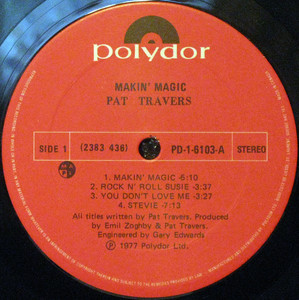 polydor
MAKIN' MAGIC
PAT TRAVERS
SIDE 1
(2383 436)
PD-1-6103-A
STEREO
1. MAKIN' MAGIC -6:10
2. ROCK N' ROLL SUSIE -3:37
3. YOU DON'T LOVE ME -3:27
4. STEVIE -7:13
All titles written by Pat Travers. Produced
by Emil Zoghby & Pat Travers.
Engineered by Gary Edwards.
℗ 1977 Polydor Ltd.